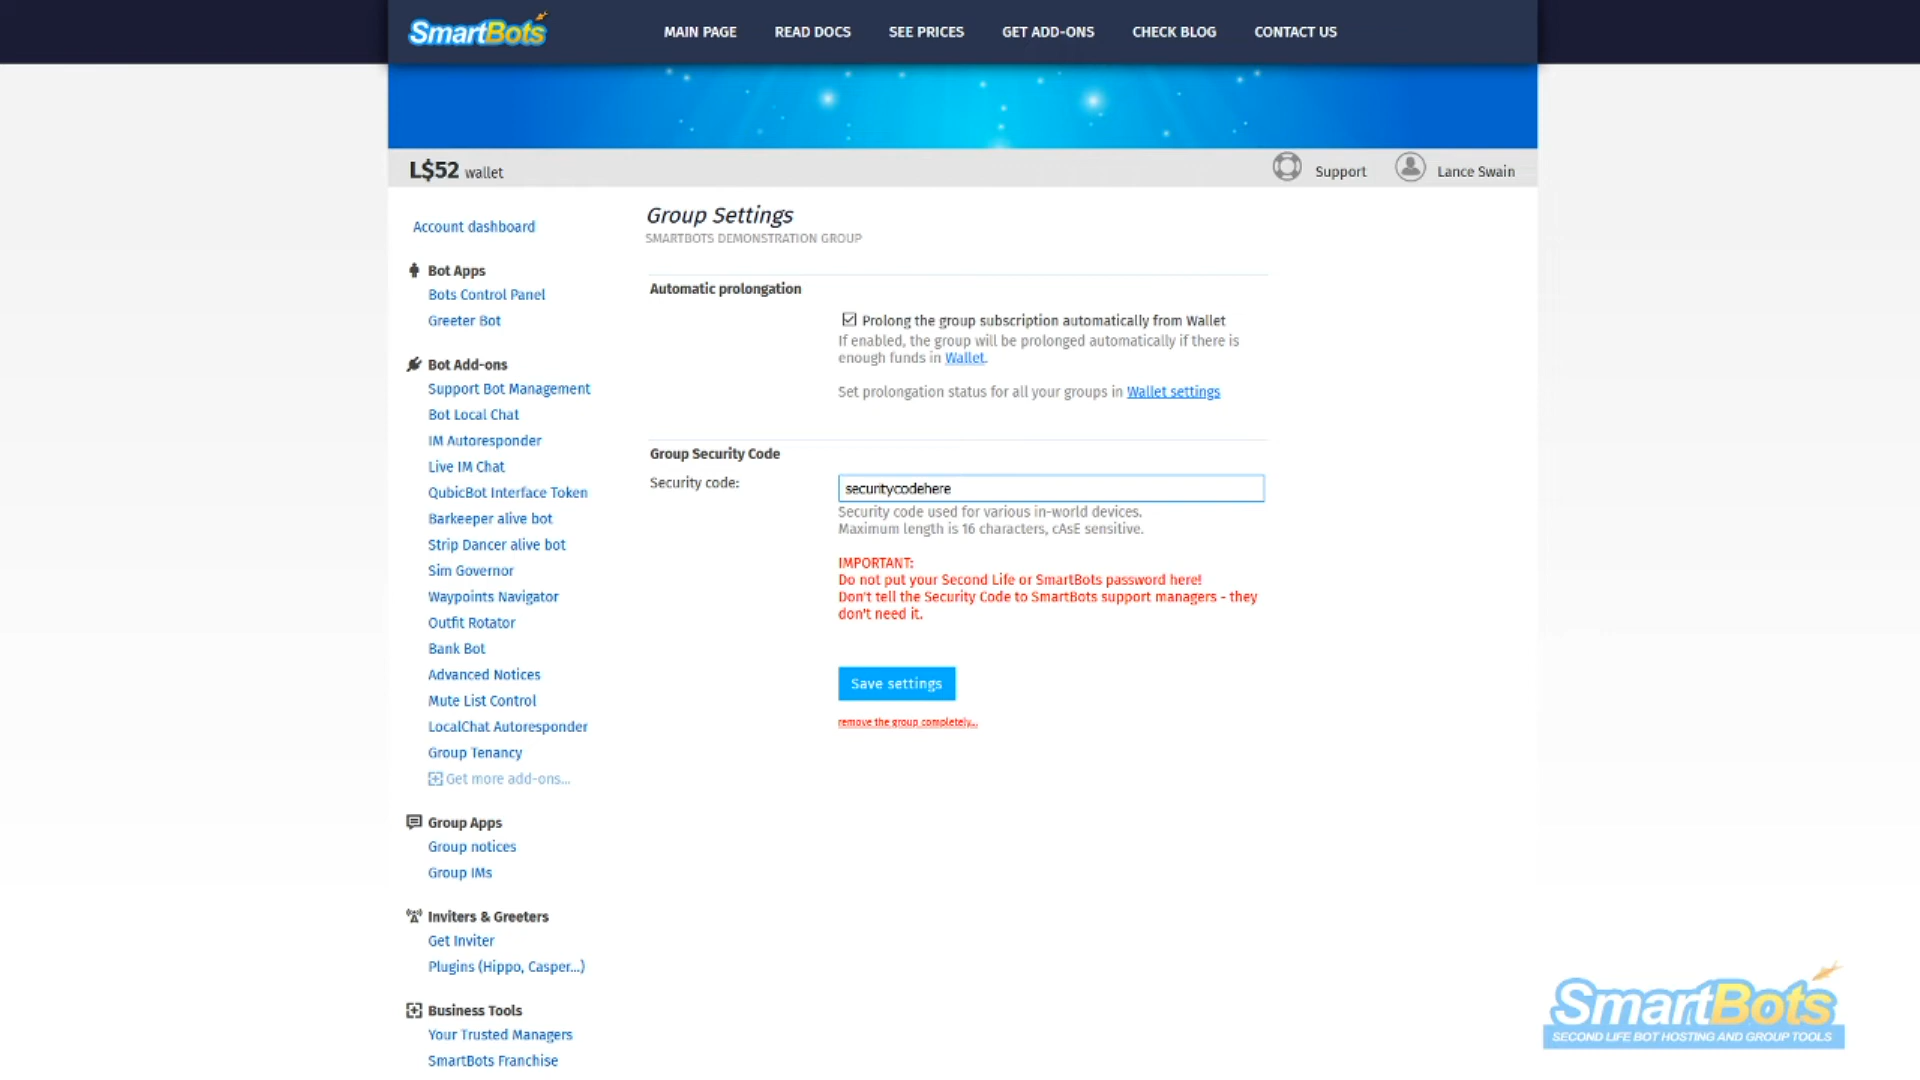 SmartBots
MAIN PAGE
READ DOCS
SEE PRICES
GET ADD-ONS
CHECK BLOG
CONTACT US
L$52 wallet
Support
Lance Swain
Account dashboard
Bot Apps
Bots Control Panel
Greeter Bot
Bot Add-ons
Support Bot Management
Bot Local Chat
IM Autoresponder
Live IM Chat
QubicBot Interface Token
Barkeeper alive bot
Strip Dancer alive bot
Sim Governor
Waypoints Navigator
Outfit Rotator
Bank Bot
Advanced Notices
Mute List Control
LocalChat Autoresponder
Group Tenancy
Get more add-ons...
Group Apps
Group notices
Group IMs
Inviters & Greeters
Get Inviter
Plugins (Hippo, Casper...)
Business Tools
Your Trusted Managers
SmartBots Franchise
Group Settings
SMARTBOTS DEMONSTRATION GROUP
Automatic prolongation
Prolong the group subscription automatically from Wallet
If enabled, the group will be prolonged automatically if there is
enough funds in Wallet.
Set prolongation status for all your groups in Wallet settings
Group Security Code
Security code:
securitycodehere
Security code used for various in-world devices.
Maximum length is 16 characters, cAsE sensitive.
IMPORTANT:
Do not put your Second Life or SmartBots password here!
Don't tell the Security Code to SmartBots support managers - they
don't need it.
Save settings
remove the group completely...
SmartBots
SECOND LIFE BOT HOSTING AND GROUP TOOLS